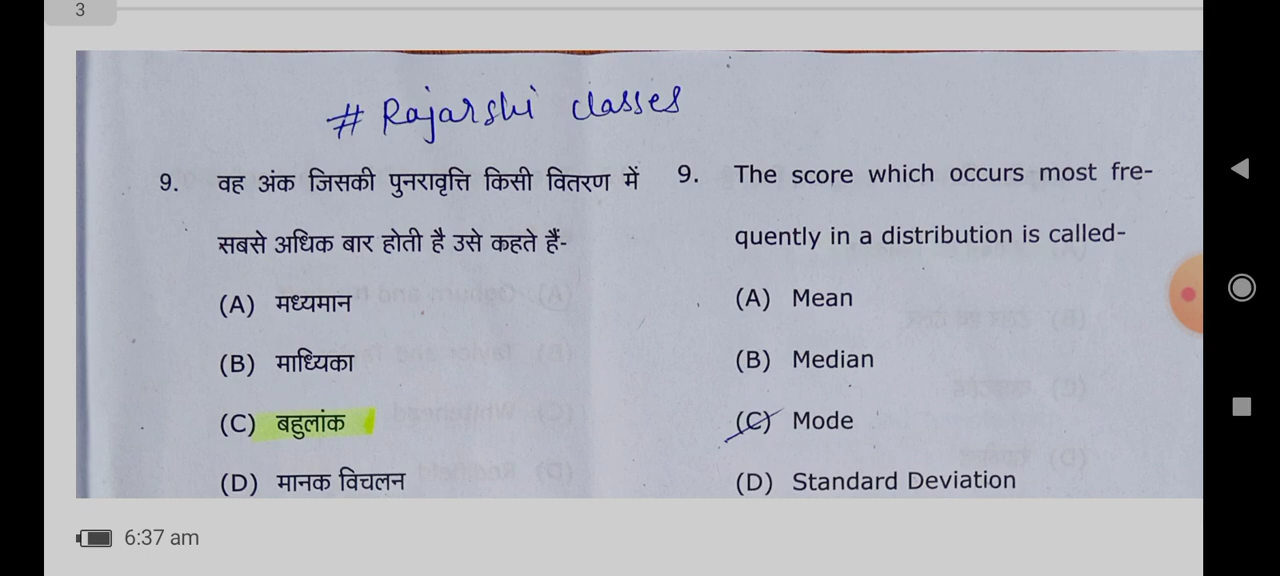 3
# Rajarshi classes
9. वह अंक जिसकी पुनरावृत्ति किसी वितरण में
सबसे अधिक बार होती है उसे कहते हैं-
(A) मध्यमान
(B) माध्यिका
(C) बहुलांक
(D) मानक विचलन
9. The score which occurs most fre-
quently in a distribution is called-
(A) Mean
(B) Median
(C) Mode
(D) Standard Deviation
6:37 am